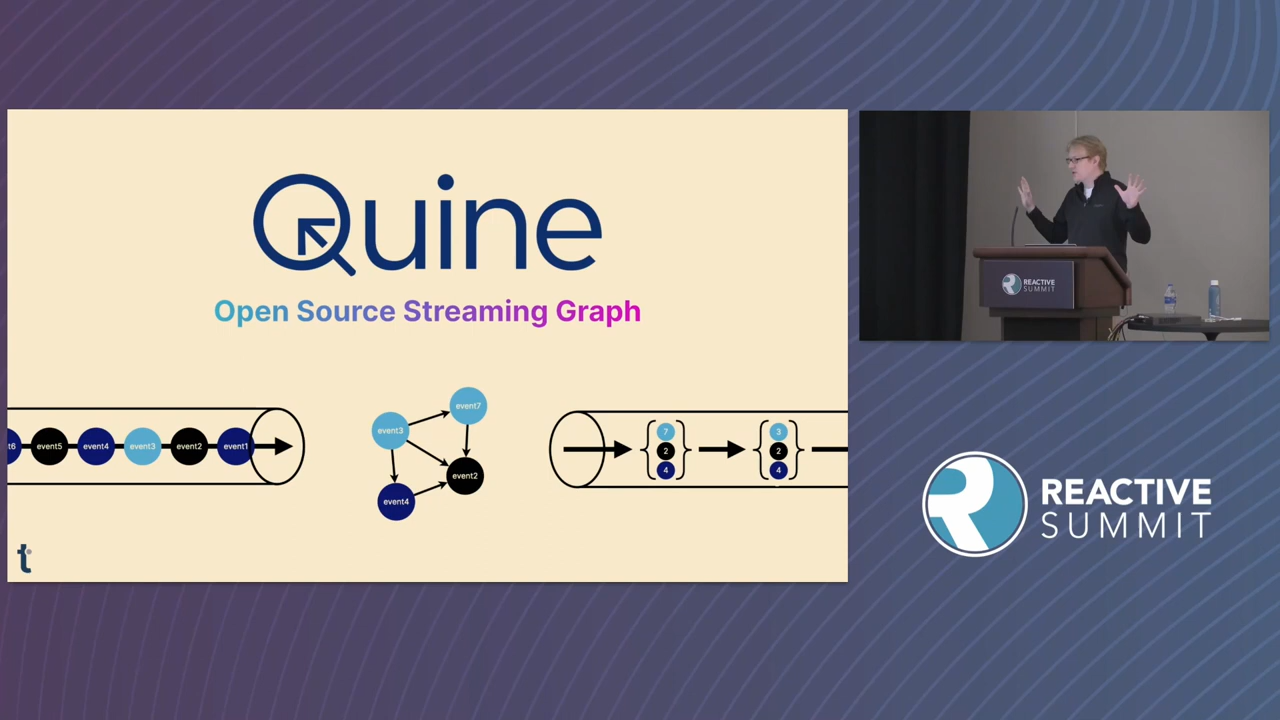 Quine
Open Source Streaming Graph
t6 event5 event4 event3 event2 event1
event3 event7
event2
event4
7
2
4
3
2
4
t
REACTIVE
SUMMIT
R REACTIVE
SUMMIT